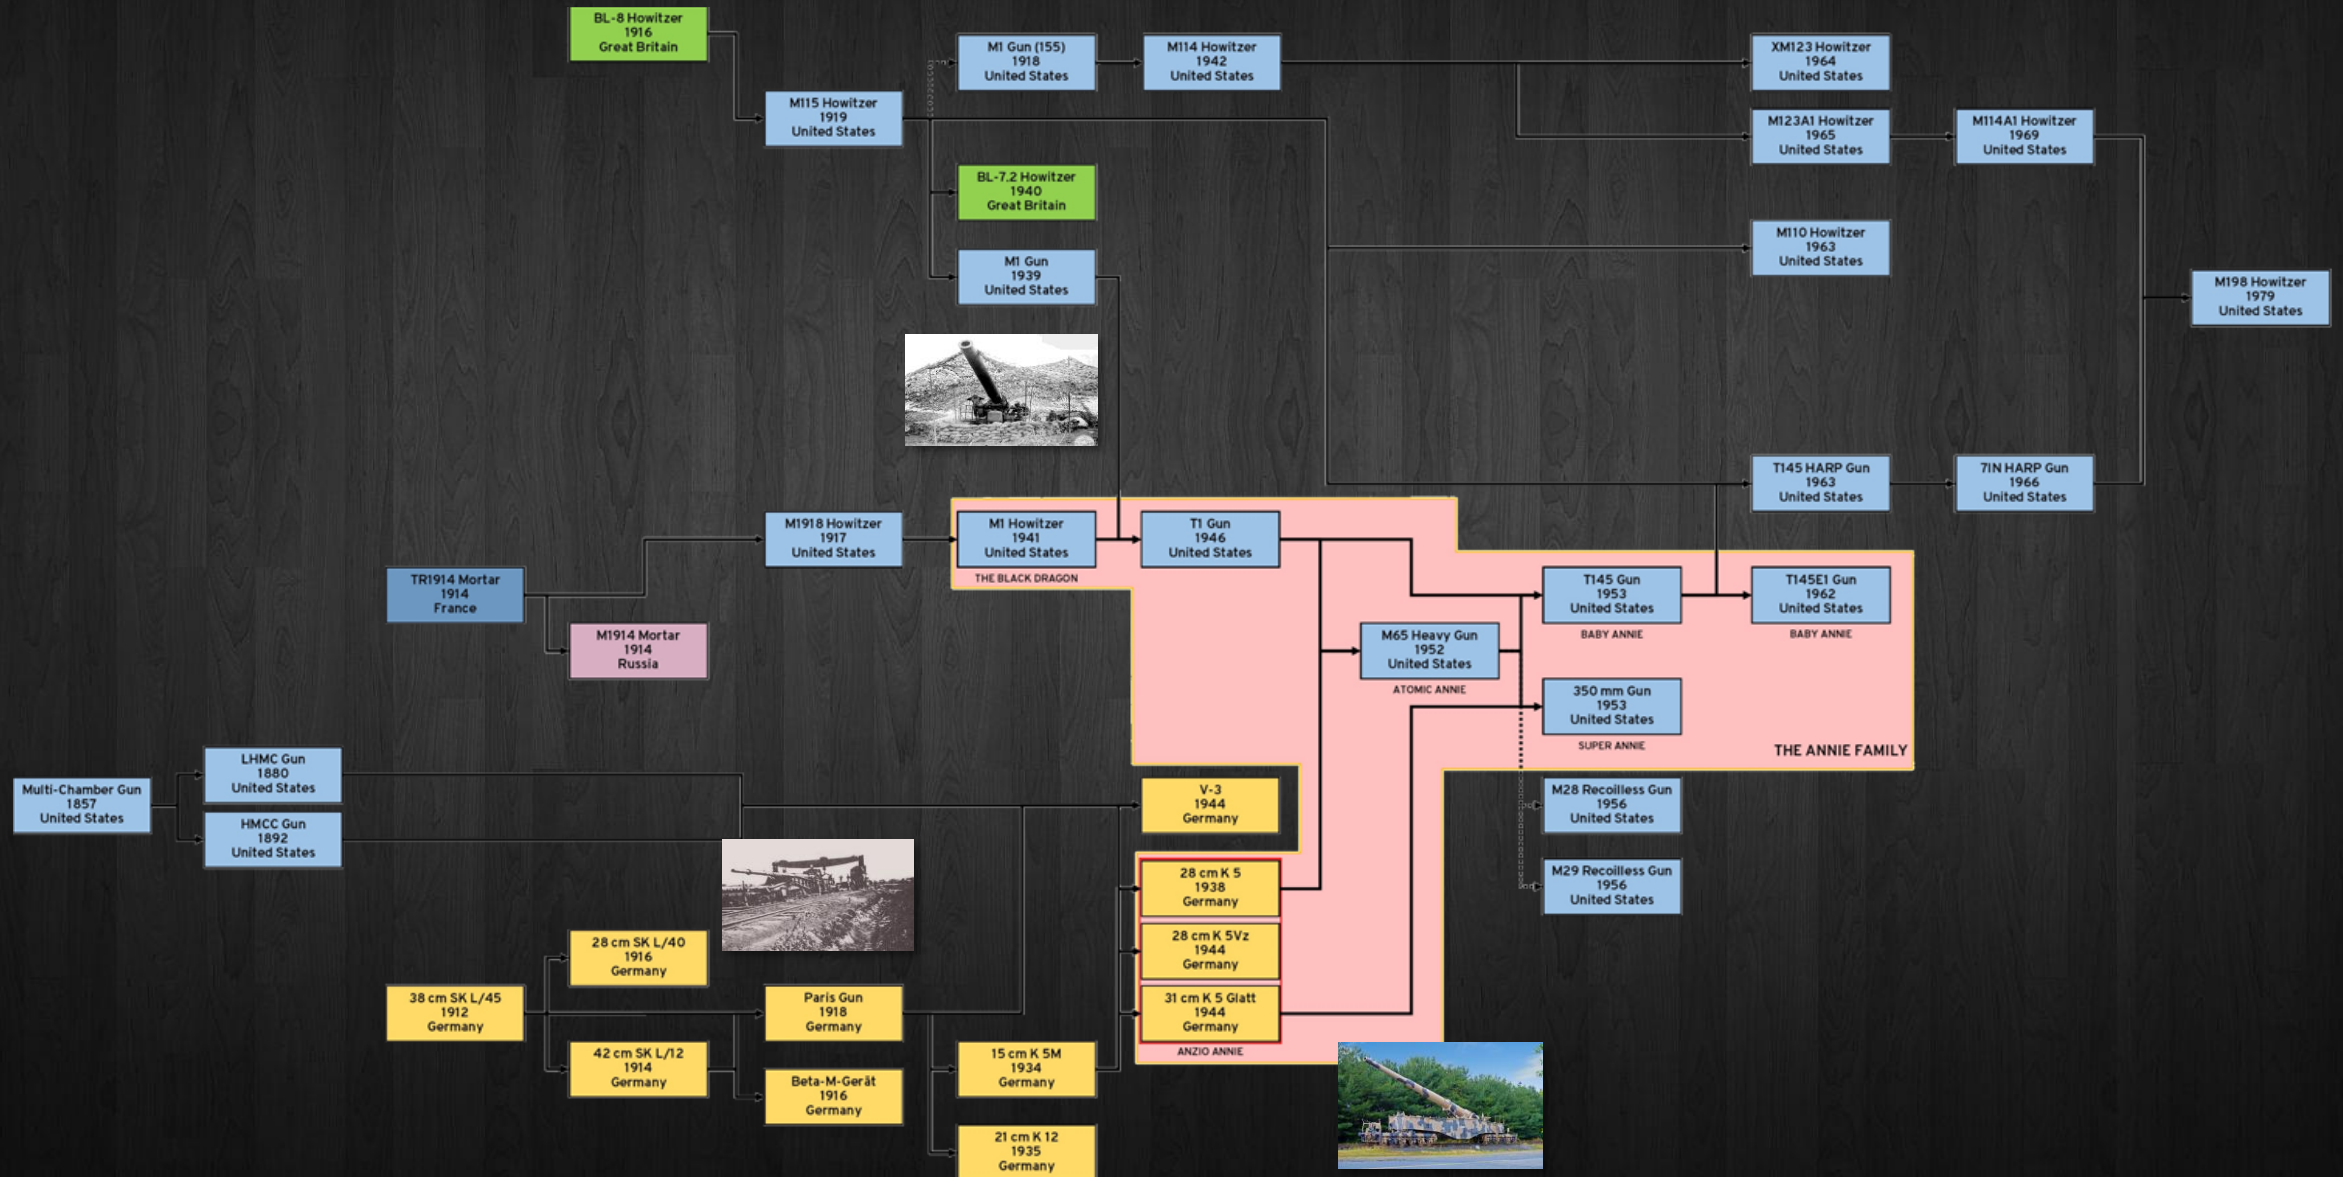 BL-8 Howitzer
1916
Great Britain
M1 Gun (155)
1918
United States
M114 Howitzer
1942
United States
XM123 Howitzer
1964
United States
M115 Howitzer
1919
United States
M123A1 Howitzer
1965
United States
M114A1 Howitzer
1969
United States
BL-7.2 Howitzer
1940
Great Britain
M110 Howitzer
1963
United States
M1 Gun
1939
United States
M198 Howitzer
1979
United States
T145 HARP Gun
1963
United States
7IN HARP Gun
1966
United States
M1918 Howitzer
1917
United States
M1 Howitzer
1941
United States
THE BLACK DRAGON
T1 Gun
1946
United States
TR1914 Mortar
1914
France
T145 Gun
1953
United States
BABY ANNIE
T145E1 Gun
1962
United States
BABY ANNIE
M1914 Mortar
1914
Russia
M65 Heavy Gun
1952
United States
ATOMIC ANNIE
350 mm Gun
1953
United States
SUPER ANNIE
THE ANNIE FAMILY
LHMC Gun
1880
United States
Multi-Chamber Gun
1857
United States
HMCC Gun
1892
United States
V-3
1944
Germany
M28 Recoilless Gun
1956
United States
28 cm K 5
1938
Germany
M29 Recoilless Gun
1956
United States
28 cm K 5Vz
1944
Germany
31 cm K 5 Glatt
1944
Germany
ANZIO ANNIE
28 cm SK L/40
1916
Germany
38 cm SK L/45
1912
Germany
Paris Gun
1918
Germany
42 cm SK L/12
1914
Germany
15 cm K 5M
1934
Germany
Beta-M-Gerät
1916
Germany
21 cm K 12
1935
Germany